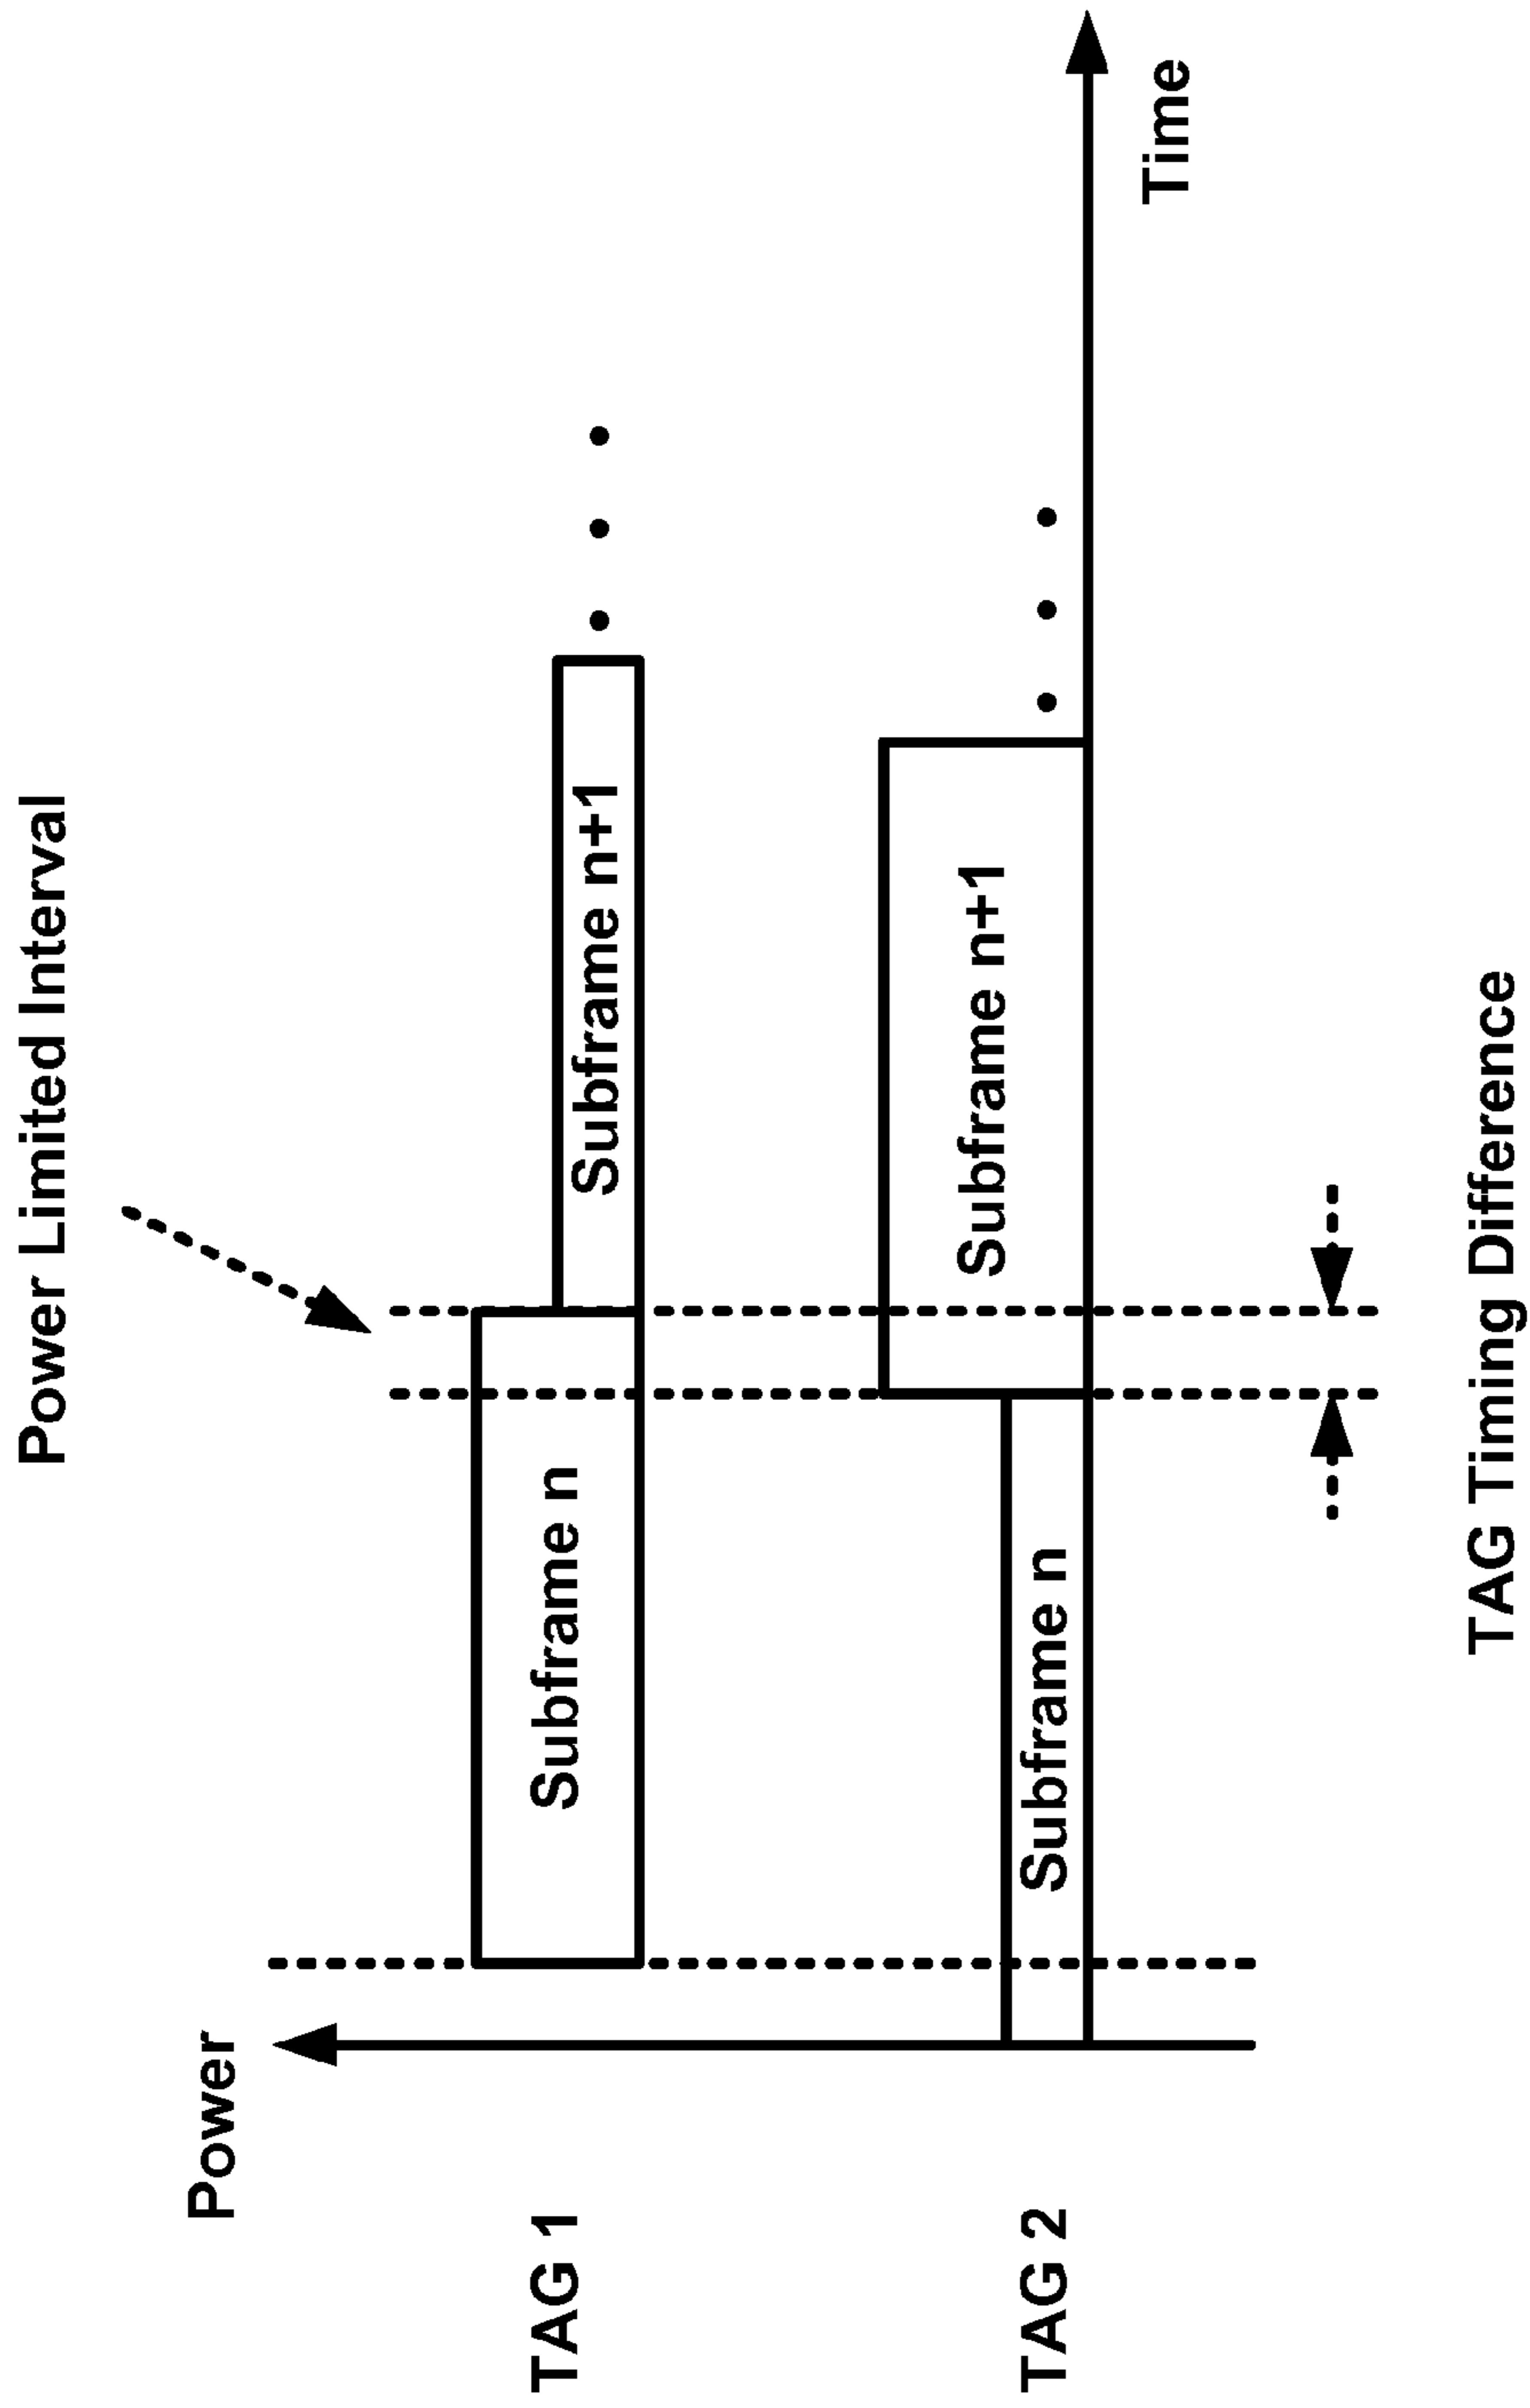 Power Limited Interval
Power
TAG 1
Subframe n
Subframe n+1
TAG 2
Subframe n
Subframe n+1
Time
TAG Timing Difference